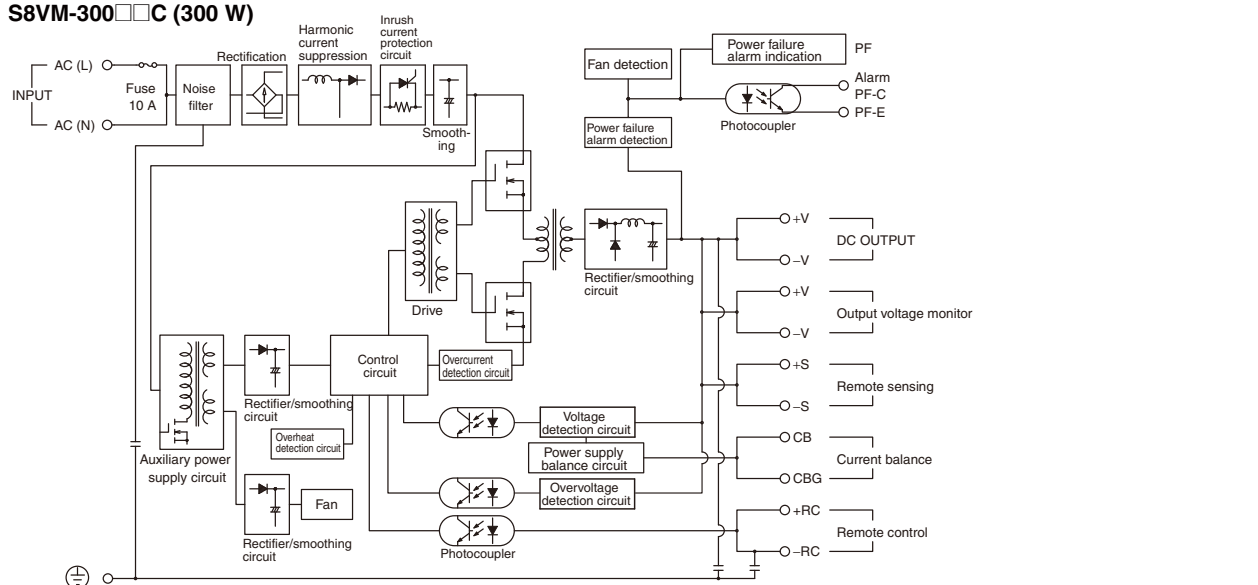 S8VM-300□□C (300 W)
INPUT
AC (L)
AC (N)
Fuse
10 A
Noise
filter
Rectification
Harmonic
current
suppression
Inrush
current
protection
circuit
Smooth-
ing
Fan detection
Power failure
alarm indication
PF
Alarm
PF-C
PF-E
Photocoupler
Power failure
alarm detection
Drive
Rectifier/smoothing
circuit
+V
DC OUTPUT
−V
+V
Output voltage monitor
−V
+S
Remote sensing
−S
CB
Current balance
CBG
+RC
Remote control
−RC
Control
circuit
Overcurrent
detection circuit
Rectifier/smoothing
circuit
Overheat
detection circuit
Auxiliary power
supply circuit
Voltage
detection circuit
Power supply
balance circuit
Overvoltage
detection circuit
Fan
Rectifier/smoothing
circuit
Photocoupler